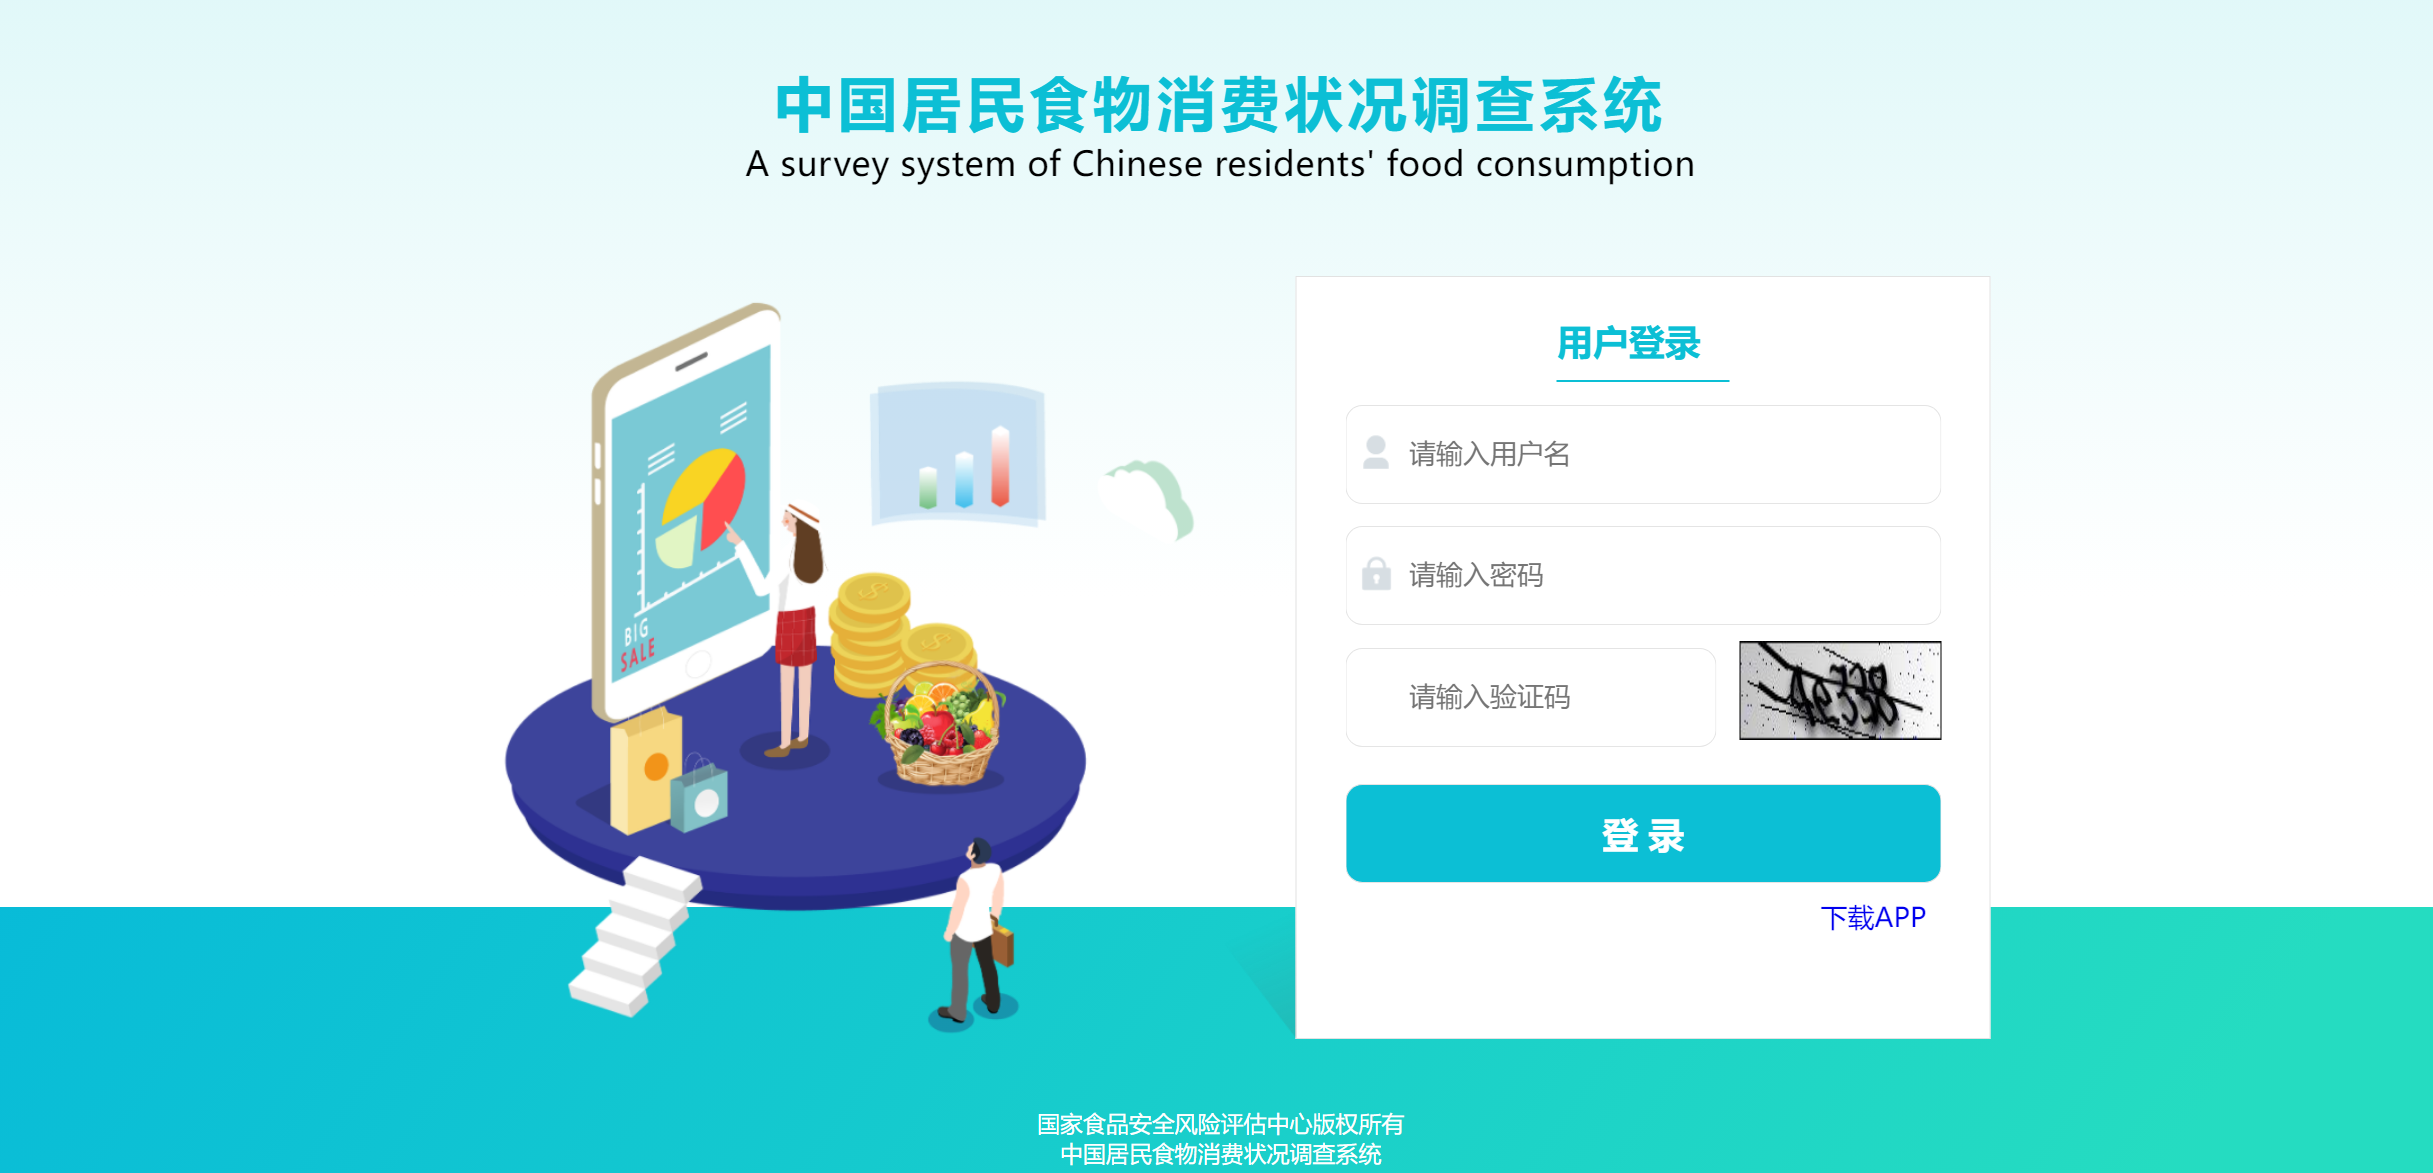 中国居民食物消费状况调查系统
A survey system of Chinese residents' food consumption
用户登录
请输入用户名
请输入密码
请输入验证码
登 录
下载APP
BIG
SALE
国家食品安全风险评估中心版权所有
中国居民食物消费状况调查系统